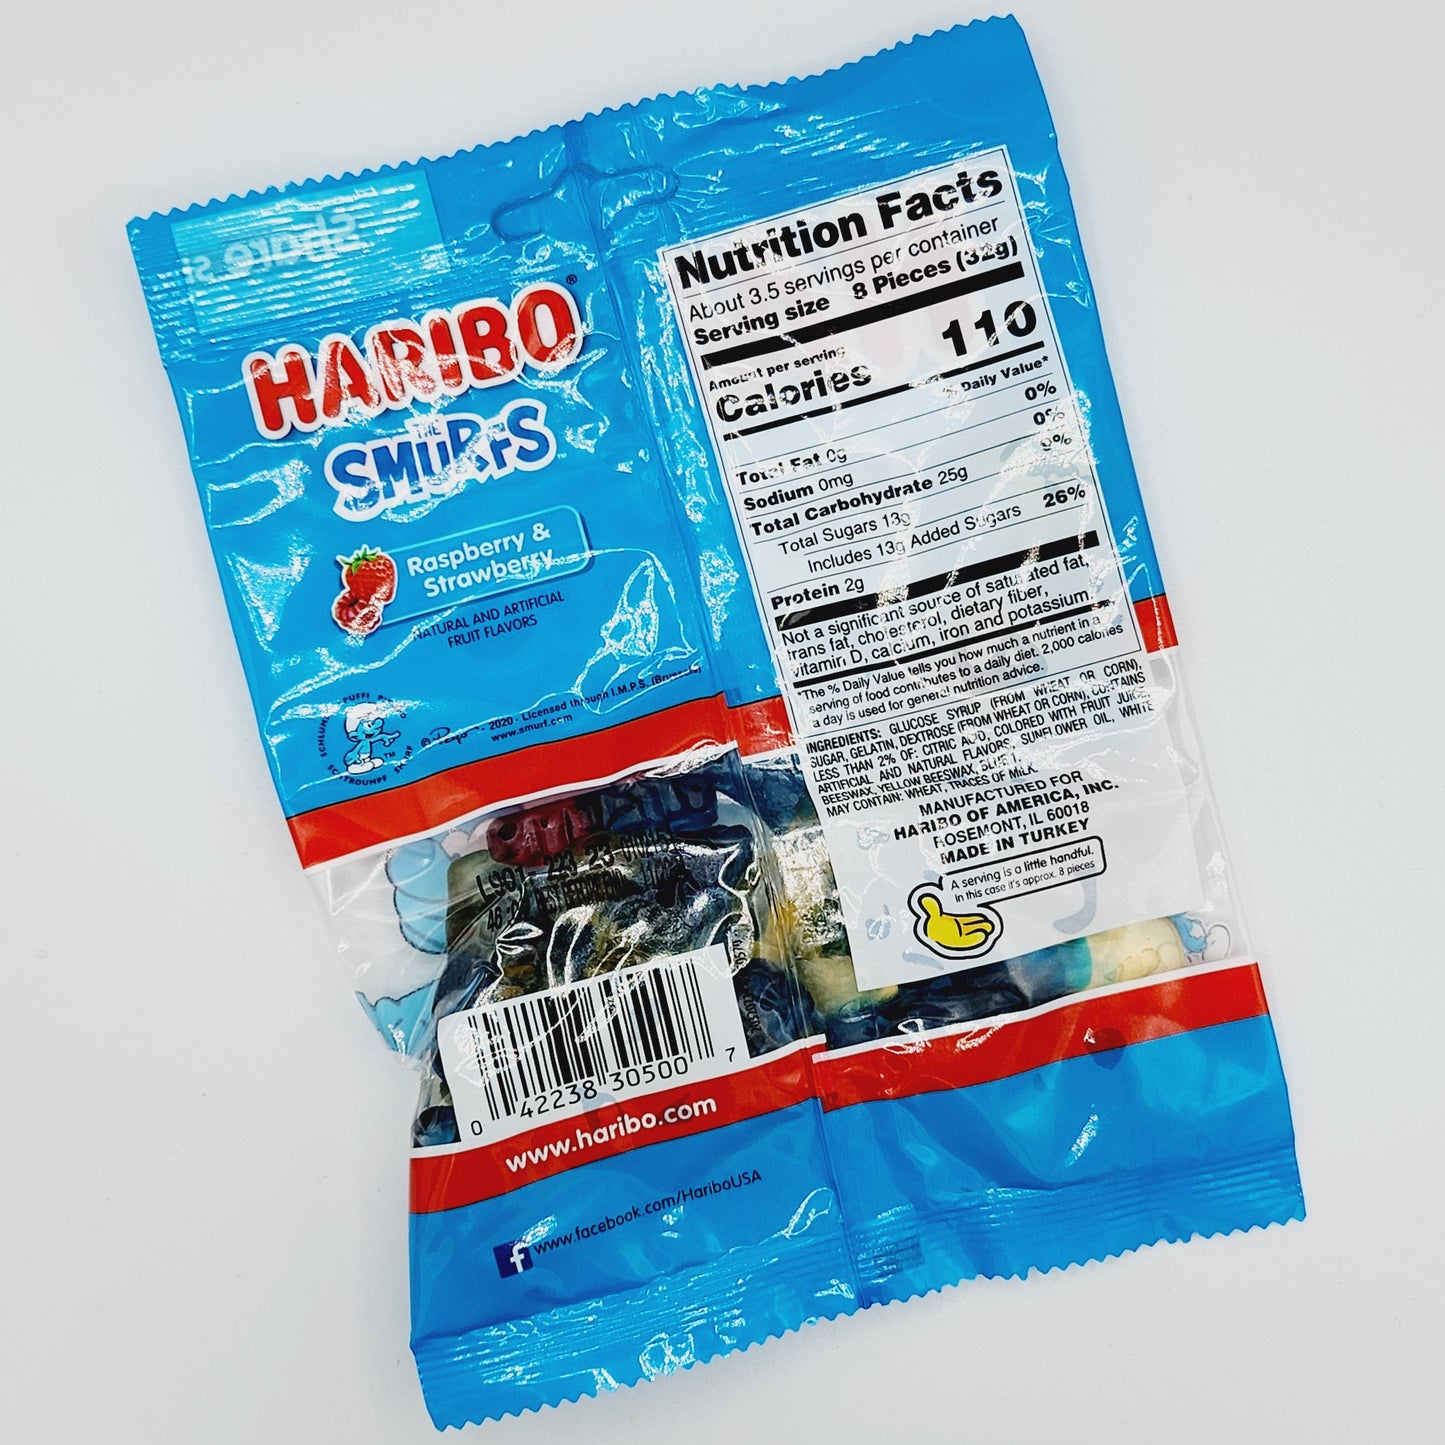 HARIBO®
THE
SMURFS
Raspberry &
Strawberry
NATURAL AND ARTIFICIAL
FRUIT FLAVORS
- 2020 - Licensed through I.M.P.S. (Brussels)
www.smurf.com
Nutrition Facts
About 3.5 servings per container
Serving size 8 Pieces (32g)
Amount per serving
Calories 110
% Daily Value*
Total Fat 0g 0%
Sodium 0mg 0%
Total Carbohydrate 25g 9%
Total Sugars 13g
Includes 13g Added Sugars 26%
Protein 2g
Not a significant source of saturated fat,
trans fat, cholesterol, dietary fiber,
vitamin D, calcium, iron and potassium.
*The % Daily Value tells you how much a nutrient in a
serving of food contributes to a daily diet. 2,000 calories
a day is used for general nutrition advice.
INGREDIENTS: GLUCOSE SYRUP (FROM WHEAT OR CORN),
SUGAR, GELATIN, DEXTROSE (FROM WHEAT OR CORN), CONTAINS
LESS THAN 2% OF: CITRIC ACID, COLORED WITH FRUIT JUICE,
ARTIFICIAL AND NATURAL FLAVORS, SUNFLOWER OIL, WHITE
BEESWAX, YELLOW BEESWAX, BLUE 1.
MAY CONTAIN: WHEAT, TRACES OF MILK.
MANUFACTURED FOR
HARIBO OF AMERICA, INC.
ROSEMONT, IL 60018
MADE IN TURKEY
A serving is a little handful.
In this case it's approx. 8 pieces
0 42238 30500 7
www.haribo.com
www.facebook.com/HariboUSA